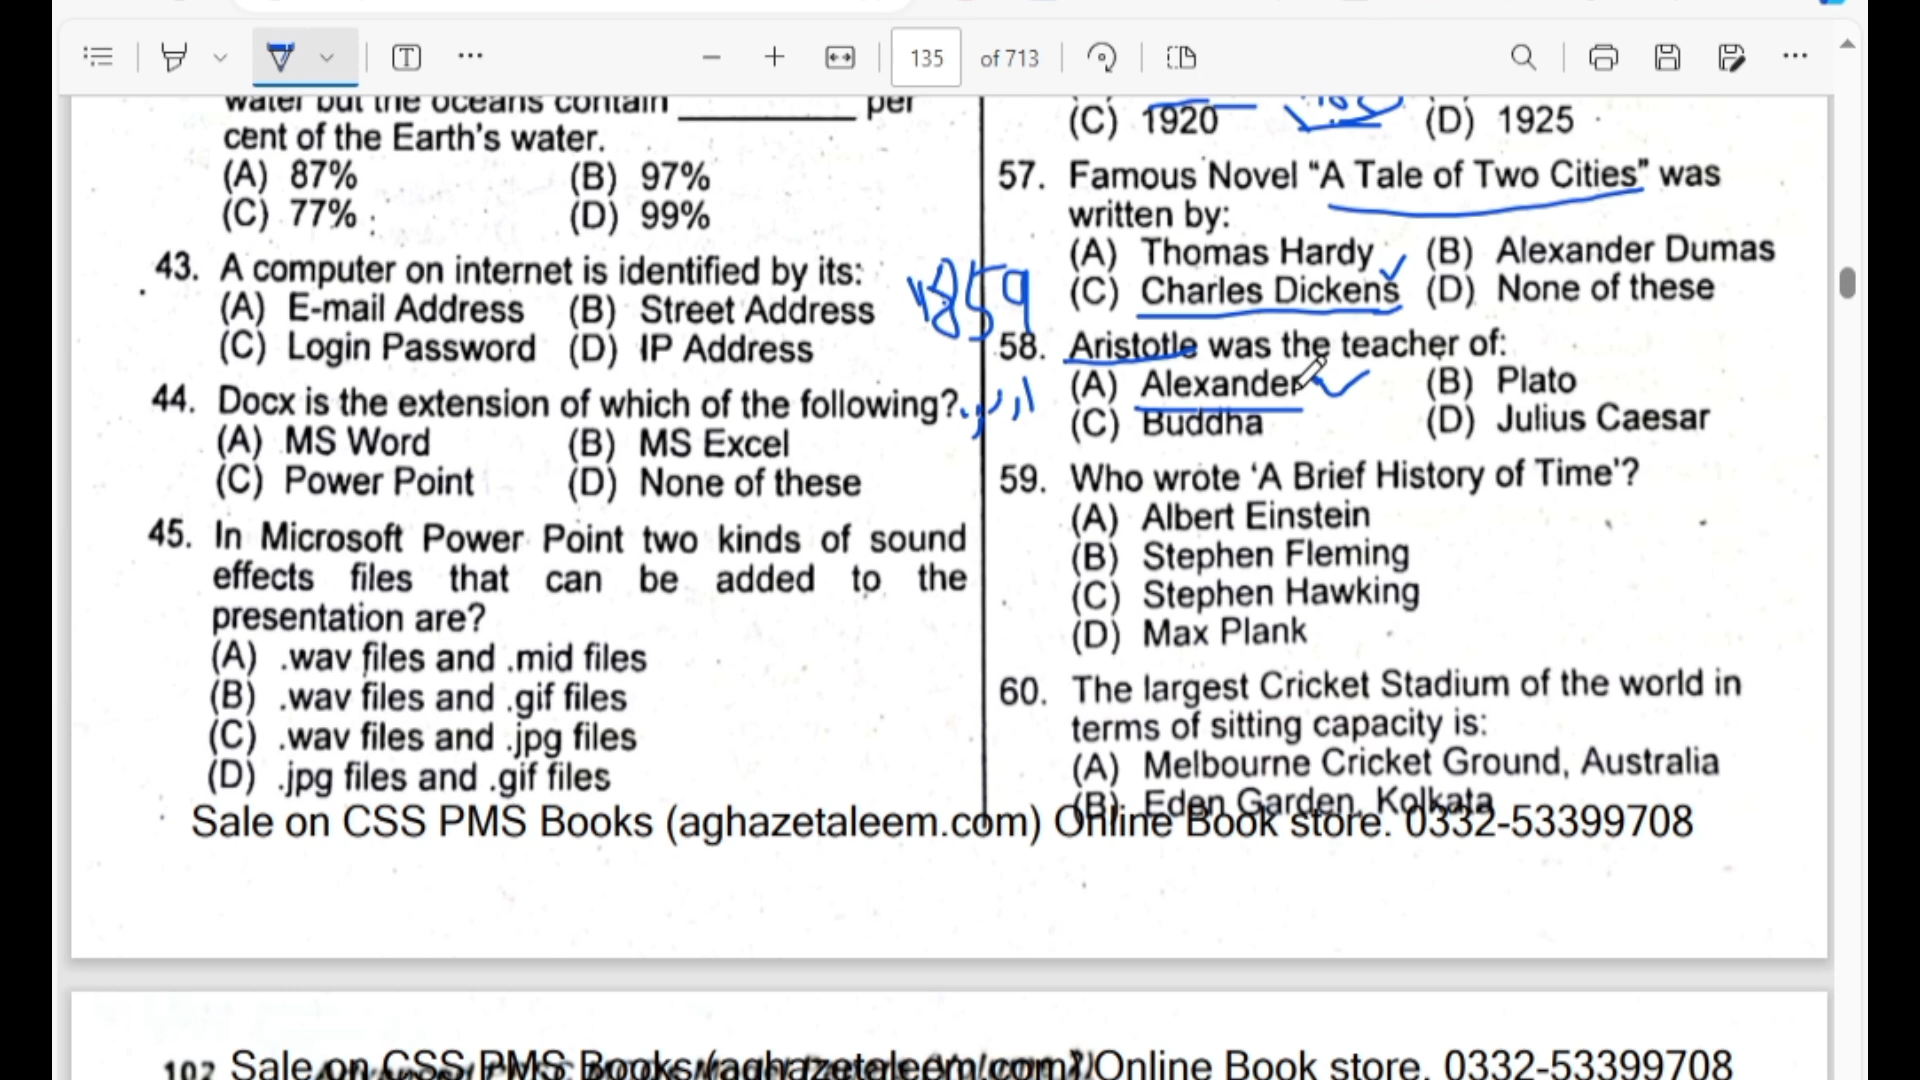 135 of 713
water but the oceans contain __________ per
cent of the Earth's water.
(A) 87% (B) 97%
(C) 77% (D) 99%
43. A computer on internet is identified by its:
(A) E-mail Address (B) Street Address
(C) Login Password (D) IP Address
44. Docx is the extension of which of the following?
(A) MS Word (B) MS Excel
(C) Power Point (D) None of these
45. In Microsoft Power Point two kinds of sound
effects files that can be added to the
presentation are?
(A) .wav files and .mid files
(B) .wav files and .gif files
(C) .wav files and .jpg files
(D) .jpg files and .gif files
(C) 1920 (D) 1925
57. Famous Novel “A Tale of Two Cities” was
written by:
(A) Thomas Hardy (B) Alexander Dumas
(C) Charles Dickens (D) None of these
1859
58. Aristotle was the teacher of:
(A) Alexander (B) Plato
(C) Buddha (D) Julius Caesar
59. Who wrote ‘A Brief History of Time’?
(A) Albert Einstein
(B) Stephen Fleming
(C) Stephen Hawking
(D) Max Plank
60. The largest Cricket Stadium of the world in
terms of sitting capacity is:
(A) Melbourne Cricket Ground, Australia
(B) Eden Garden, Kolkata
Sale on CSS PMS Books (aghazetaleem.com) Online Book store. 0332-53399708
102
Sale on CSS PMS Books (aghazetaleem.com) Online Book store. 0332-53399708